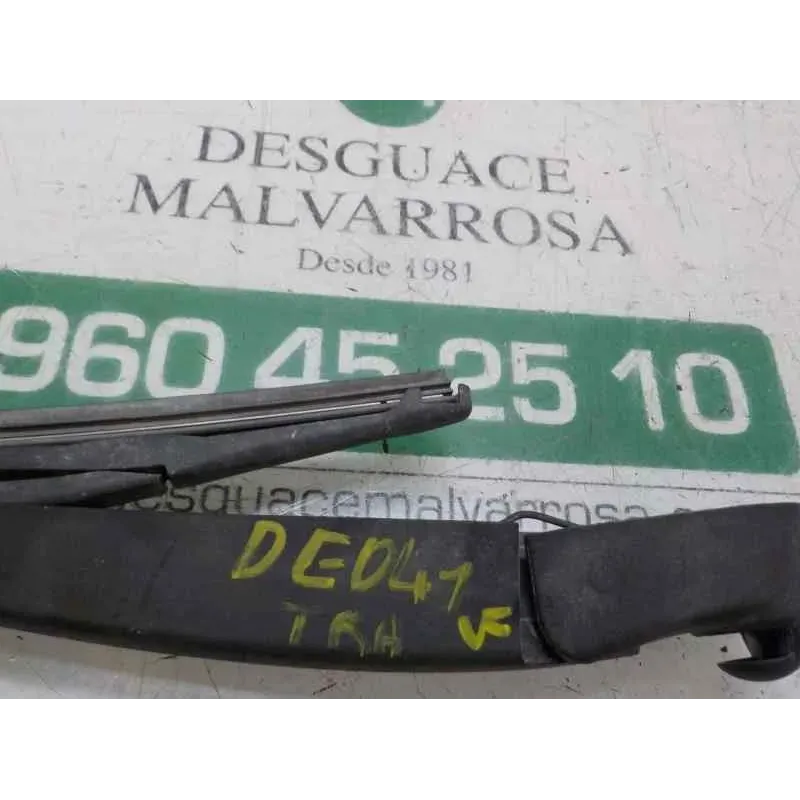 DESGUACE
MALVARROSA
Desde 1981
960 45 25 10
desguacemalvarrosa.
DE041
TRA